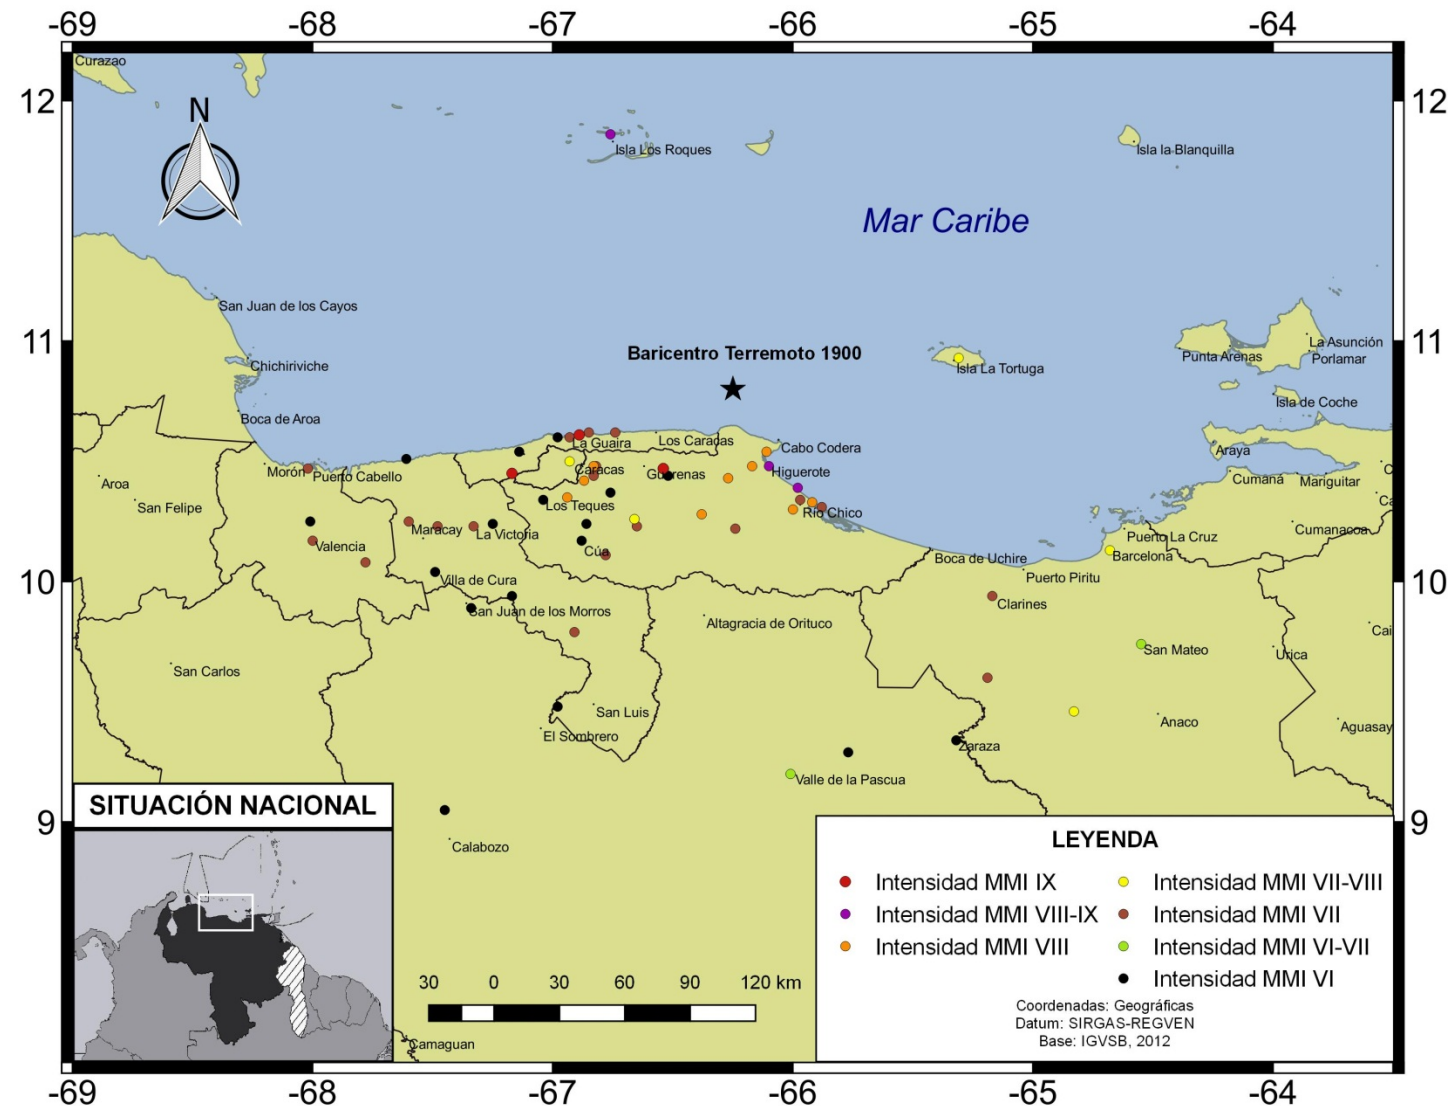 -69 -68 -67 -66 -65 -64
Curazao
12 12
N
Isla Los Roques
Isla la Blanquilla
Mar Caribe
San Juan de los Cayos
11 11
La Asunción
Baricentro Terremoto 1900
Punta Arenas
Porlamar
Chichiriviche
Isla La Tortuga
Isla de Coche
Boca de Aroa
La Guaira
Los Caracas
Cabo Codera
Araya
Morón
Puerto Cabello
Caracas
Guarenas
Higuerote
Cumaná
Mariguitar
C
Aroa
Ca
San Felipe
Los Teques
Río Chico
Maracay
La Victoria
Cumanacoa
Puerto La Cruz
Valencia
Cúa
Boca de Uchire
Barcelona
10 10
Villa de Cura
Puerto Piritu
San Juan de los Morros
Clarines
Altagracia de Orituco
Cai
San Mateo
Urica
San Carlos
San Luis
Anaco
Aguasay
El Sombrero
Zaraza
Valle de la Pascua
SITUACIÓN NACIONAL
9 9
Calabozo
LEYENDA
Intensidad MMI IX
Intensidad MMI VIII-IX
Intensidad MMI VIII
Intensidad MMI VII-VIII
Intensidad MMI VII
Intensidad MMI VI-VII
Intensidad MMI VI
30 0 30 60 90 120 km
Coordenadas: Geográficas
Datum: SIRGAS-REGVEN
Base: IGVSB, 2012
Camaguan
-69 -68 -67 -66 -65 -64